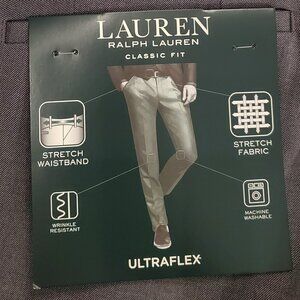 LAUREN
RALPH LAUREN
CLASSIC FIT
STRETCH
WAISTBAND
STRETCH
FABRIC
WRINKLE
RESISTANT
MACHINE
WASHABLE
ULTRAFLEX